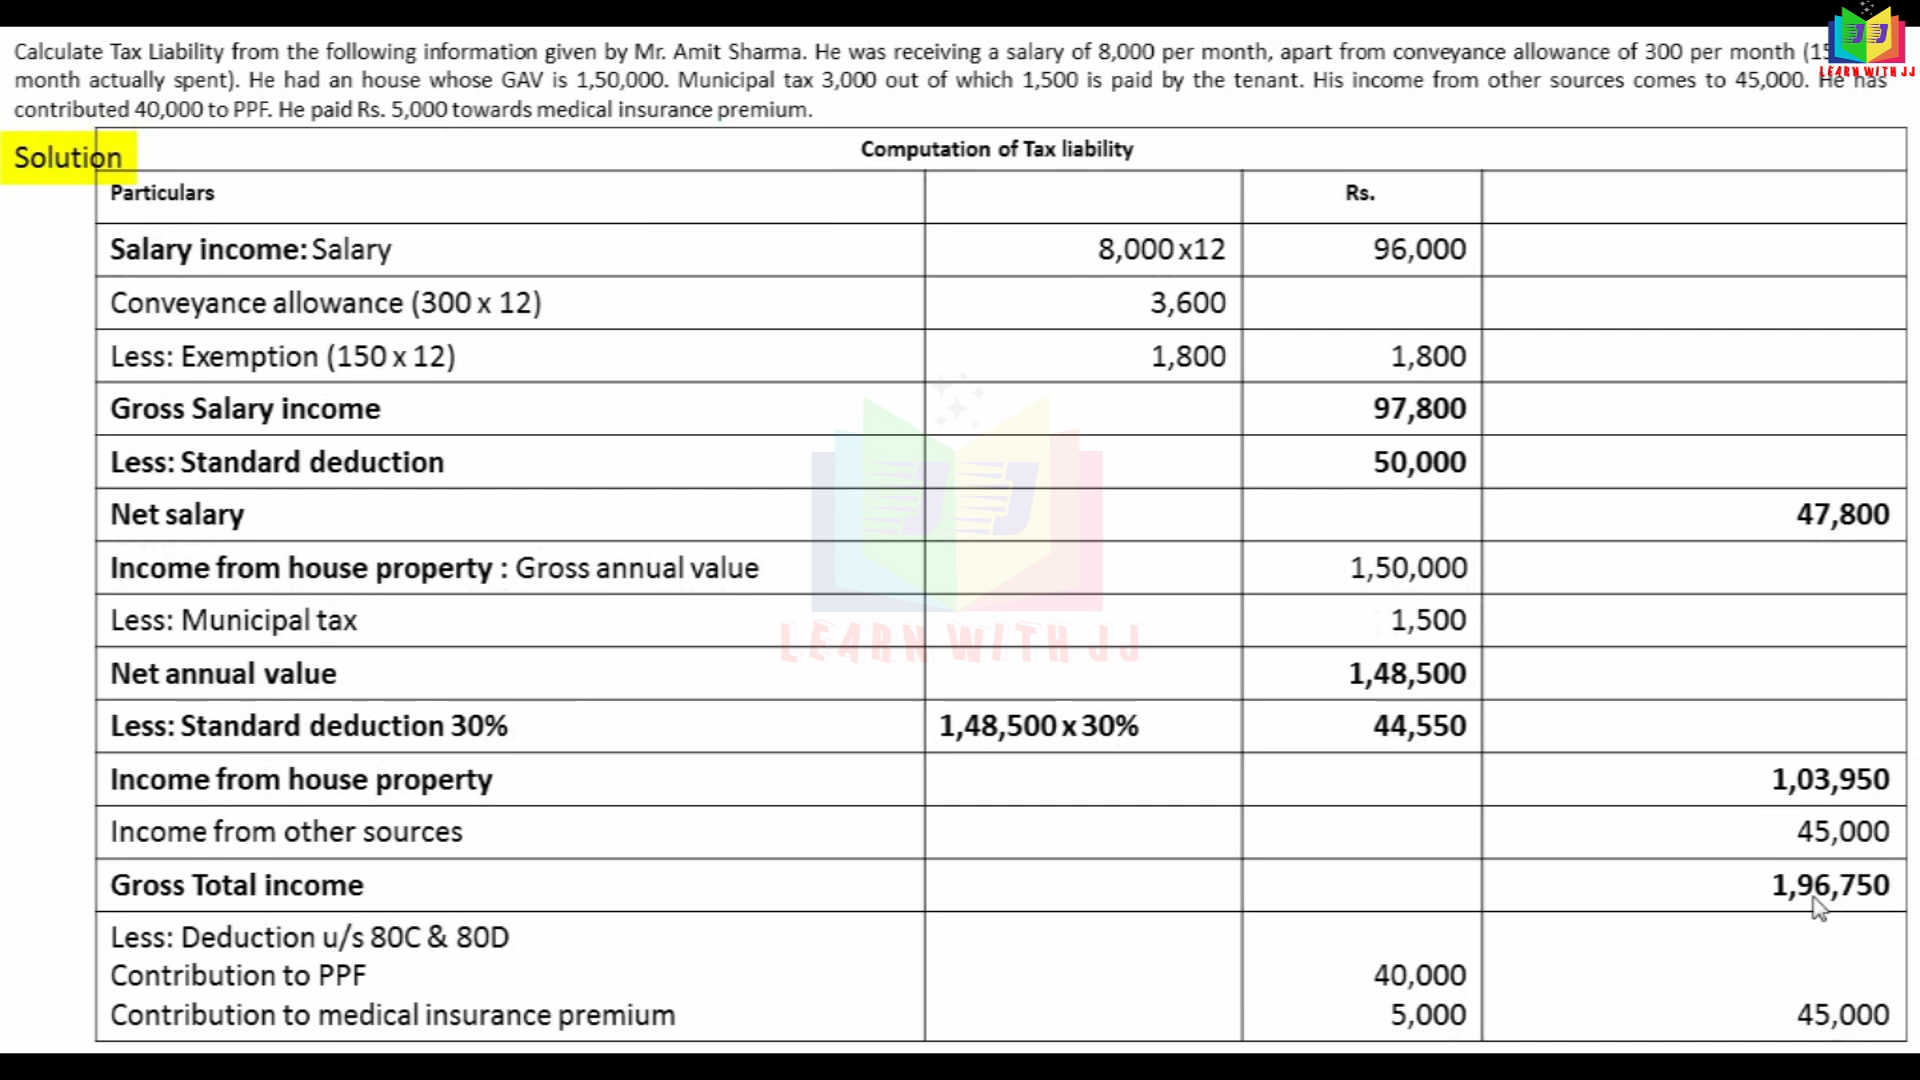 Calculate Tax Liability from the following information given by Mr. Amit Sharma. He was receiving a salary of 8,000 per month, apart from conveyance allowance of 300 per month
month actually spent). He had an house whose GAV is 1,50,000. Municipal tax 3,000 out of which 1,500 is paid by the tenant. His income from other sources comes to 45,000. He has
contributed 40,000 to PPF. He paid Rs. 5,000 towards medical insurance premium.
LEARN WITH JJ
Solution
Computation of Tax liability
Particulars Rs.
Salary income: Salary 8,000 x12 96,000
Conveyance allowance (300 x 12) 3,600
Less: Exemption (150 x 12) 1,800 1,800
Gross Salary income 97,800
Less: Standard deduction 50,000
Net salary 47,800
Income from house property : Gross annual value 1,50,000
Less: Municipal tax 1,500
LEARN WITH JJ
Net annual value 1,48,500
Less: Standard deduction 30% 1,48,500 x 30% 44,550
Income from house property 1,03,950
Income from other sources 45,000
Gross Total income 1,96,750
Less: Deduction u/s 80C & 80D
Contribution to PPF 40,000
Contribution to medical insurance premium 5,000 45,000